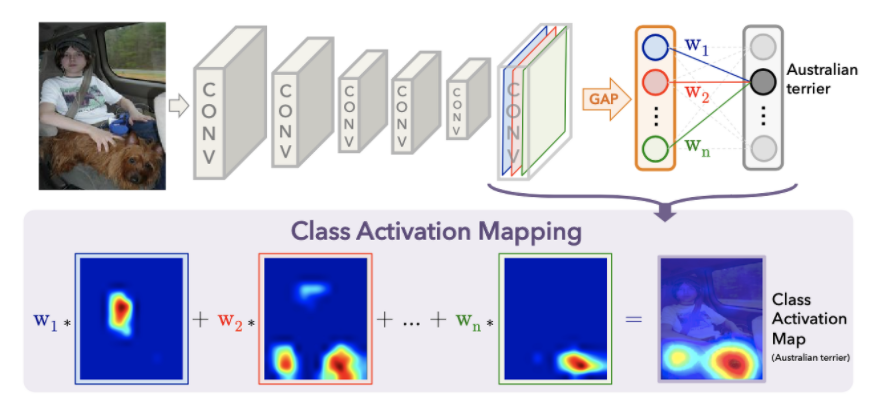 CONV
CONV
CONV
CONV
CONV
CONV
GAP
w1
w2
wn
Australian
terrier
Class Activation Mapping
w1 * + w2 * + ... + wn * =
Class
Activation
Map
(Australian terrier)